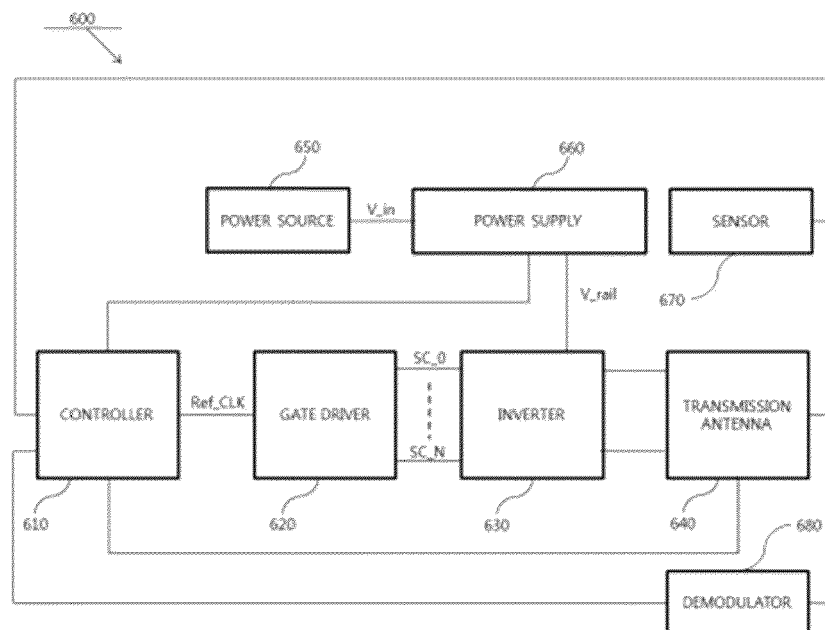 600
650
660
POWER SOURCE
V_in
POWER SUPPLY
SENSOR
670
V_rail
CONTROLLER
Ref_CLK
GATE DRIVER
SC_0
SC_N
INVERTER
TRANSMISSION
ANTENNA
610
620
630
640
680
DEMODULATOR